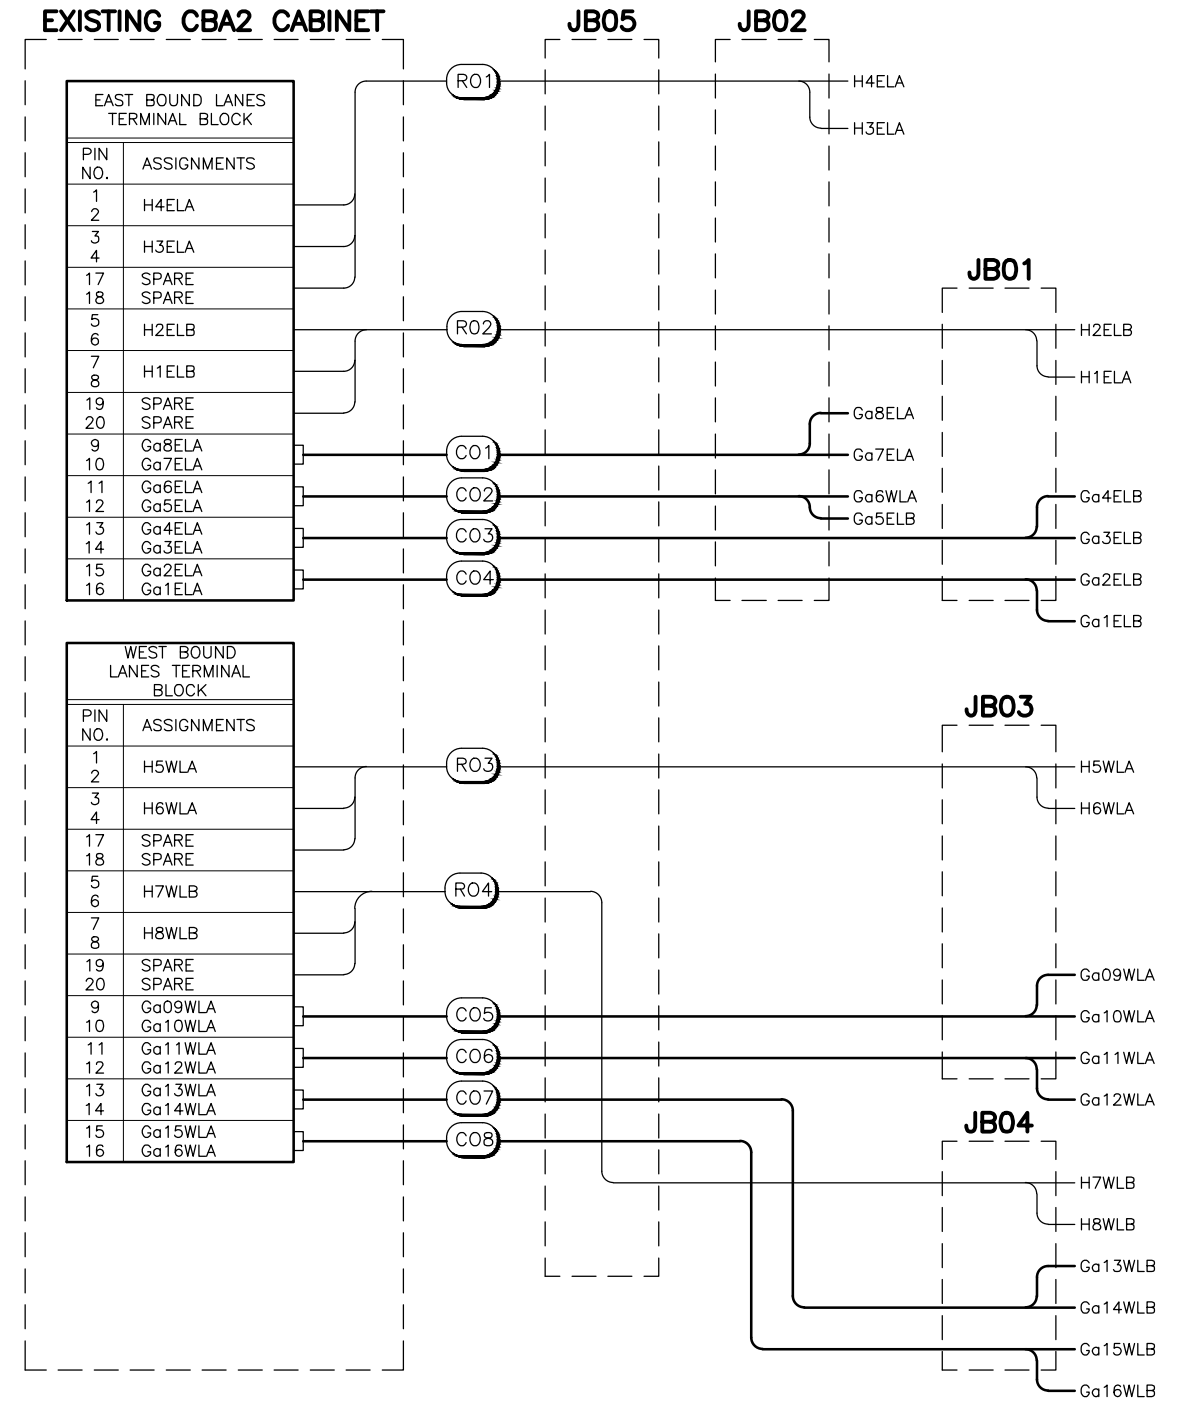 EXISTING CBA2 CABINET
JB05
JB02
EAST BOUND LANES
TERMINAL BLOCK
PIN
NO.
ASSIGNMENTS
1
2
H4ELA
3
4
H3ELA
17 SPARE
18 SPARE
5
6
H2ELB
7
8
H1ELB
19 SPARE
20 SPARE
9 Ga8ELA
10 Ga7ELA
11 Ga6ELA
12 Ga5ELA
13 Ga4ELA
14 Ga3ELA
15 Ga2ELA
16 Ga1ELA
R01
R02
C01
C02
C03
C04
H4ELA
H3ELA
JB01
H2ELB
H1ELA
Ga8ELA
Ga7ELA
Ga6WLA
Ga5ELB
Ga4ELB
Ga3ELB
Ga2ELB
Ga1ELB
WEST BOUND
LANES TERMINAL
BLOCK
PIN
NO.
ASSIGNMENTS
1
2
H5WLA
3
4
H6WLA
17 SPARE
18 SPARE
5
6
H7WLB
7
8
H8WLB
19 SPARE
20 SPARE
9 Ga09WLA
10 Ga10WLA
11 Ga11WLA
12 Ga12WLA
13 Ga13WLA
14 Ga14WLA
15 Ga15WLA
16 Ga16WLA
R03
R04
C05
C06
C07
C08
JB03
H5WLA
H6WLA
Ga09WLA
Ga10WLA
Ga11WLA
Ga12WLA
JB04
H7WLB
H8WLB
Ga13WLB
Ga14WLB
Ga15WLB
Ga16WLB